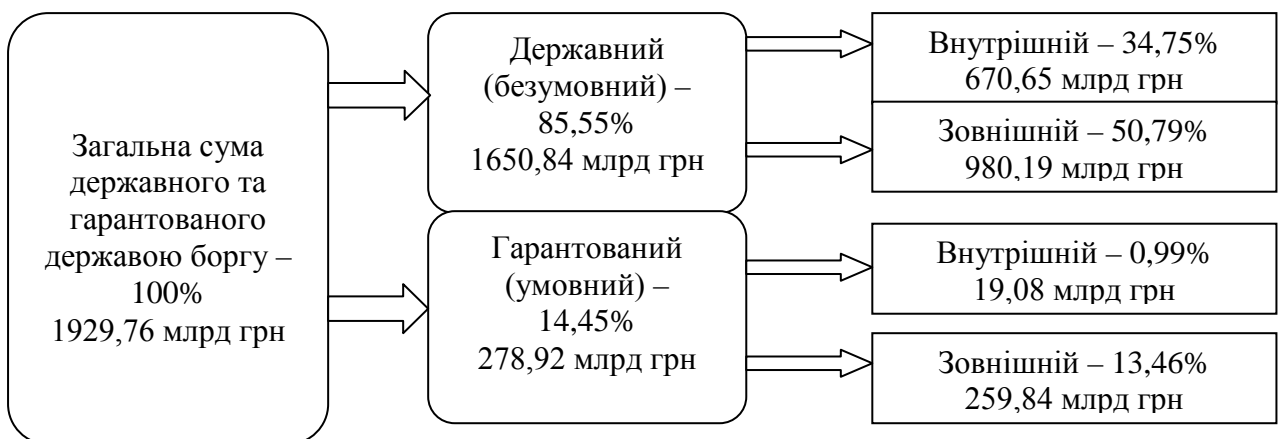 Загальна сума
державного та
гарантованого
державою боргу –
100%
1929,76 млрд грн
Державний
(безумовний) –
85,55%
1650,84 млрд грн
Гарантований
(умовний) –
14,45%
278,92 млрд грн
Внутрішній – 34,75%
670,65 млрд грн
Зовнішній – 50,79%
980,19 млрд грн
Внутрішній – 0,99%
19,08 млрд грн
Зовнішній – 13,46%
259,84 млрд грн